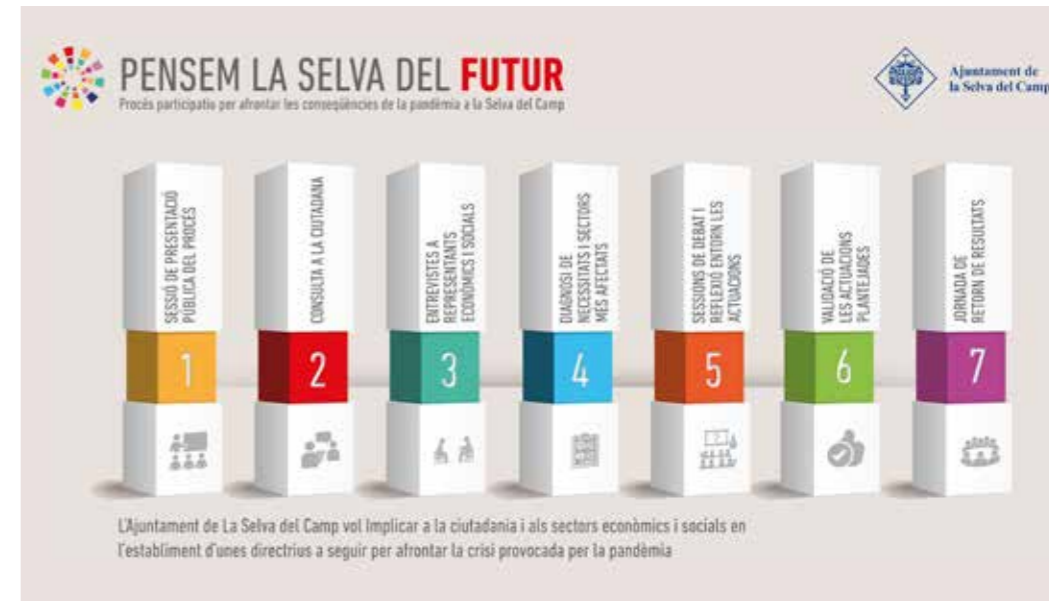 PENSEM LA SELVA DEL FUTUR
Procés participatiu per afrontar les conseqüències de la pandèmia a la Selva del Camp
Ajuntament de
la Selva del Camp
SESSIÓ DE PRESENTACIÓ
PÚBLICA DEL PROCÉS
1
CONSULTA A LA CIUTADANA
2
ENTREVISTES A
REPRESENTANTS
ECONÒMICS I SOCIALS
3
DIAGNOSI DE
NECESSITATS I SECTORS
MÉS AFECTATS
4
SESSIONS DE DEBAT I
REFLEXIÓ ENTORN LES
ACTUACIONS
5
VALIDACIÓ DE
LES ACTUACIONS
PLANTEJADES
6
JORNADA DE
RETORN DE RESULTATS
7
L'Ajuntament de La Selva del Camp vol Implicar a la ciutadania i als sectors econòmics i socials en
l'establiment d'unes directrius a seguir per afrontar la crisi provocada per la pandèmia